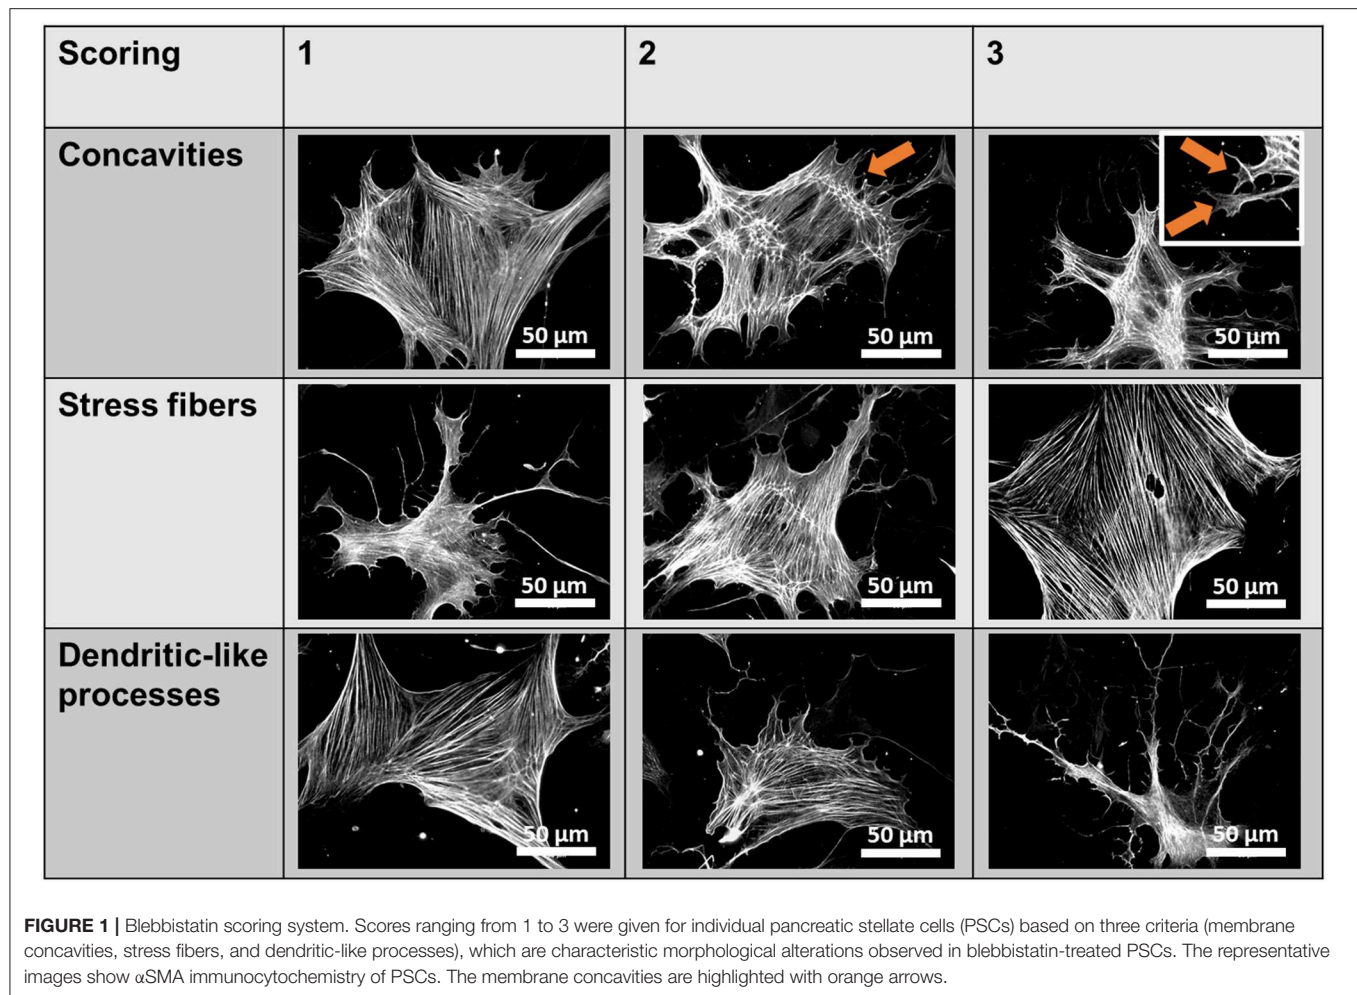 Scoring 1 2 3
Concavities
50 µm 50 µm 50 µm
Stress fibers
50 µm 50 µm 50 µm
Dendritic-like
processes
50 µm 50 µm 50 µm
FIGURE 1 | Blebbistatin scoring system. Scores ranging from 1 to 3 were given for individual pancreatic stellate cells (PSCs) based on three criteria (membrane
concavities, stress fibers, and dendritic-like processes), which are characteristic morphological alterations observed in blebbistatin-treated PSCs. The representative
images show αSMA immunocytochemistry of PSCs. The membrane concavities are highlighted with orange arrows.